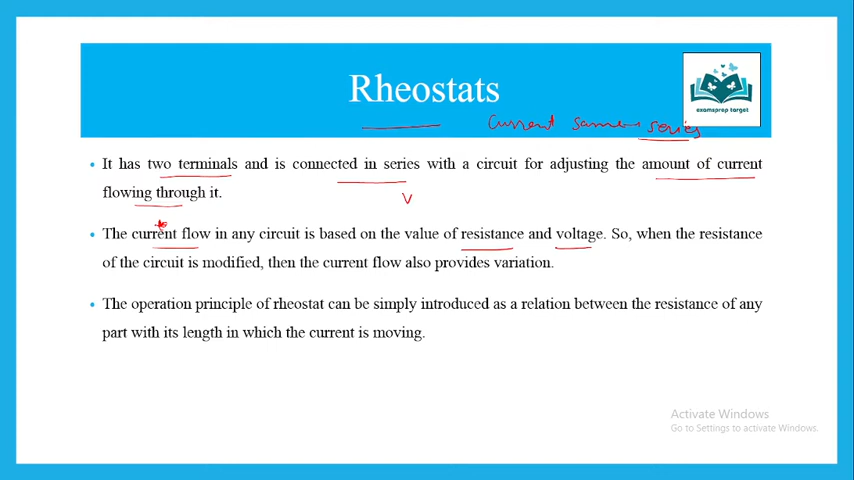 Rheostats
examsprep target
Current same series
• It has two terminals and is connected in series with a circuit for adjusting the amount of current
flowing through it.
V
• The current flow in any circuit is based on the value of resistance and voltage. So, when the resistance
of the circuit is modified, then the current flow also provides variation.
• The operation principle of rheostat can be simply introduced as a relation between the resistance of any
part with its length in which the current is moving.
Activate Windows
Go to Settings to activate Windows.